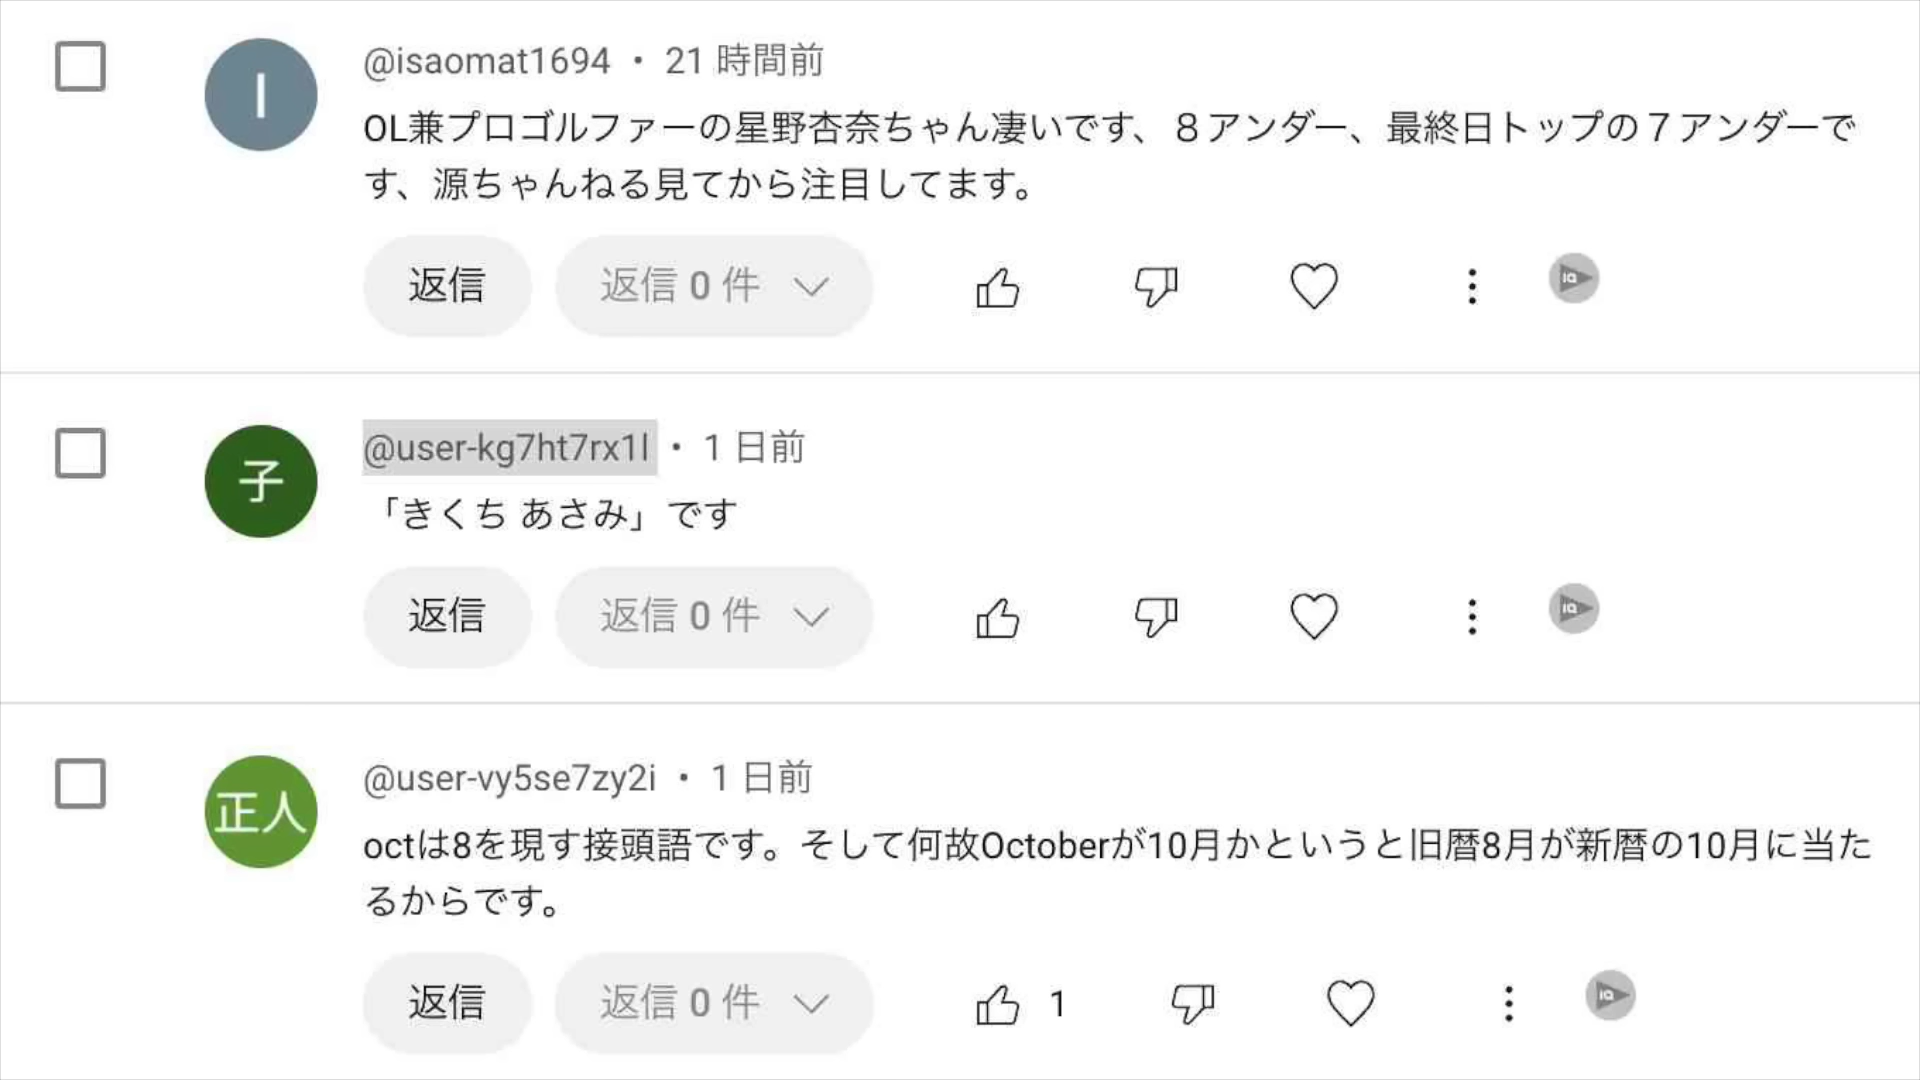 @isaomat1694 • 21 時間前
OL兼プロゴルファーの星野杏奈ちゃん凄いです、８アンダー、最終日トップの７アンダーで
す、源ちゃんねる見てから注目してます。
返信 返信 0 件
子
@user-kg7ht7rx1l • 1 日前
「きくち あさみ」です
返信 返信 0 件
正人
@user-vy5se7zy2i • 1 日前
octは8を現す接頭語です。そして何故Octoberが10月かというと旧暦8月が新暦の10月に当た
るからです。
返信 返信 0 件 1